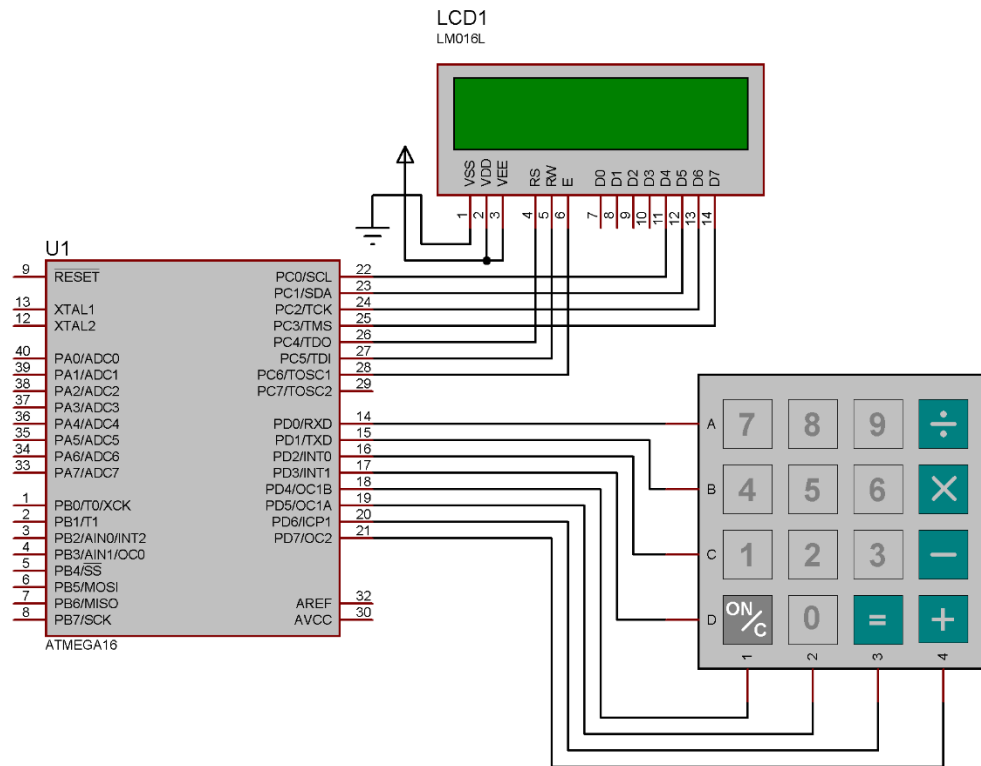 LCD1
LM016L
VSS VDD VEE RS RW E D0 D1 D2 D3 D4 D5 D6 D7
1 2 3 4 5 6 7 8 9 10 11 12 13 14
U1
9 RESET
13 XTAL1
12 XTAL2
40 PA0/ADC0
39 PA1/ADC1
38 PA2/ADC2
37 PA3/ADC3
36 PA4/ADC4
35 PA5/ADC5
34 PA6/ADC6
33 PA7/ADC7
1 PB0/T0/XCK
2 PB1/T1
3 PB2/AIN0/INT2
4 PB3/AIN1/OC0
5 PB4/SS
6 PB5/MOSI
7 PB6/MISO
8 PB7/SCK
PC0/SCL 22
PC1/SDA 23
PC2/TCK 24
PC3/TMS 25
PC4/TDO 26
PC5/TDI 27
PC6/TOSC1 28
PC7/TOSC2 29
PD0/RXD 14
PD1/TXD 15
PD2/INT0 16
PD3/INT1 17
PD4/OC1B 18
PD5/OC1A 19
PD6/ICP1 20
PD7/OC2 21
AREF 32
AVCC 30
ATMEGA16
A 7 8 9 ÷
B 4 5 6 ×
C 1 2 3 −
D ON/C 0 = +
1 2 3 4